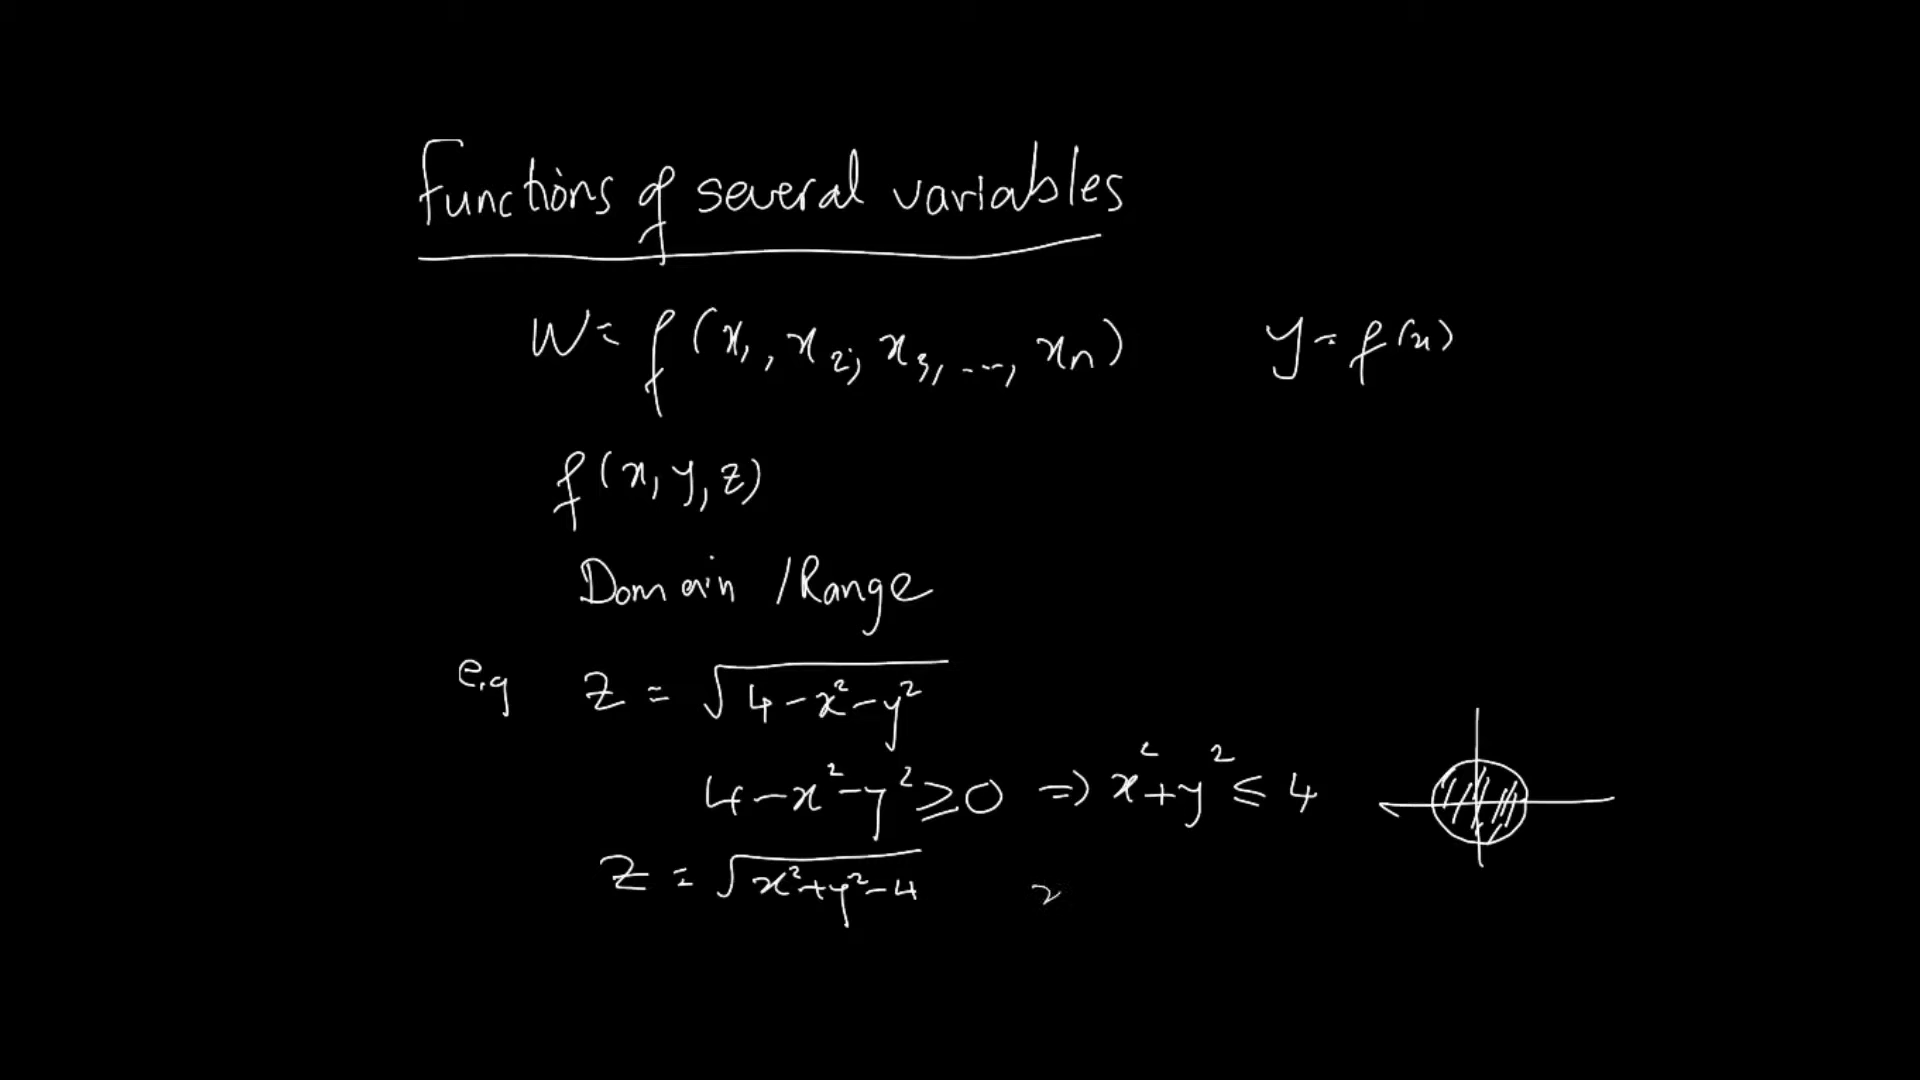 Functions of several variables
W = f(x₁, x₂, x₃, ..., xₙ) y = f(x)
f(x, y, z)
Domain / Range
e.g z = √(4-x²-y²)
4-x²-y² ≥ 0 ⇒ x²+y² ≤ 4
z = √(x²+y²-4)